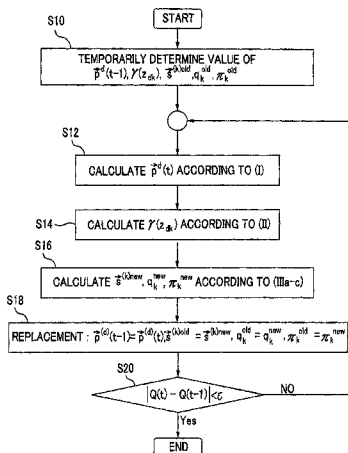 START
S10
TEMPORARILY DETERMINE VALUE OF
p⃗ᵈ(t-1), γ(z_dk), s⃗^(k)old, q_k^old, π_k^old
S12
CALCULATE p⃗ᵈ(t) ACCORDING TO (I)
S14
CALCULATE γ(z_dk) ACCORDING TO (II)
S16
CALCULATE s⃗^(k)new, q_k^new, π_k^new ACCORDING TO (IIIa-c)
S18
REPLACEMENT : p⃗^(d)(t-1)=p⃗^(d)(t), s⃗^(k)old = s⃗^(k)new, q_k^old = q_k^new, π_k^old = π_k^new
S20
|Q(t) - Q(t-1)|<ε
NO
Yes
END